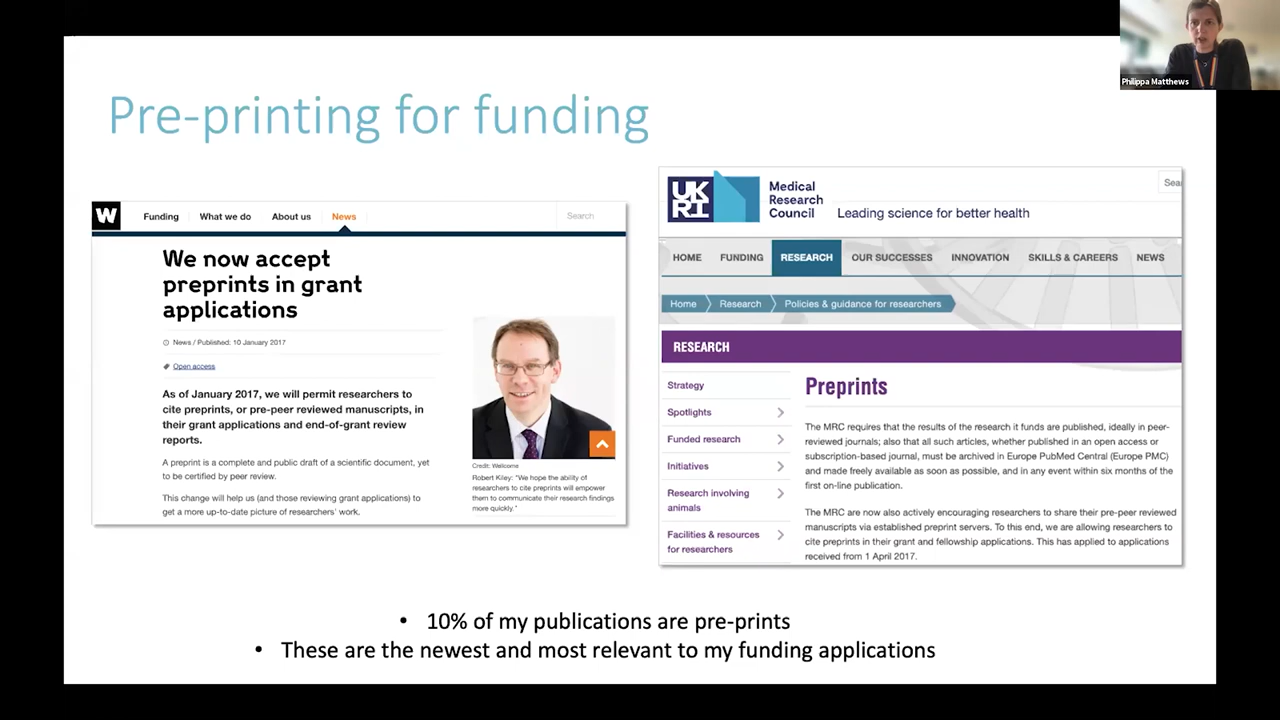 Philippa Matthews
Pre-printing for funding
W
Funding
What we do
About us
News
Search
We now accept
preprints in grant
applications
News / Published: 10 January 2017
Open access
As of January 2017, we will permit researchers to
cite preprints, or pre-peer reviewed manuscripts, in
their grant applications and end-of-grant review
reports.
A preprint is a complete and public draft of a scientific document, yet
to be certified by peer review.
This change will help us (and those reviewing grant applications) to
get a more up-to-date picture of researchers' work.
Credit: Welcome
Robert Kiley: "We hope the ability of
researchers to cite preprints will empower
them to communicate their research findings
more quickly."
UK
RI
Medical
Research
Council
Leading science for better health
Sea
HOME
FUNDING
RESEARCH
OUR SUCCESSES
INNOVATION
SKILLS & CAREERS
NEWS
Home
Research
Policies & guidance for researchers
RESEARCH
Strategy
Spotlights
Funded research
Initiatives
Research involving
animals
Facilities & resources
for researchers
Preprints
The MRC requires that the results of the research it funds are published, ideally in peer-
reviewed journals; also that all such articles, whether published in an open access or
subscription-based journal, must be archived in Europe PubMed Central (Europe PMC)
and made freely available as soon as possible, and in any event within six months of the
first on-line publication.
The MRC are now also actively encouraging researchers to share their pre-peer reviewed
manuscripts via established preprint servers. To this end, we are allowing researchers to
cite preprints in their grant and fellowship applications. This has applied to applications
received from 1 April 2017.
• 10% of my publications are pre-prints
• These are the newest and most relevant to my funding applications